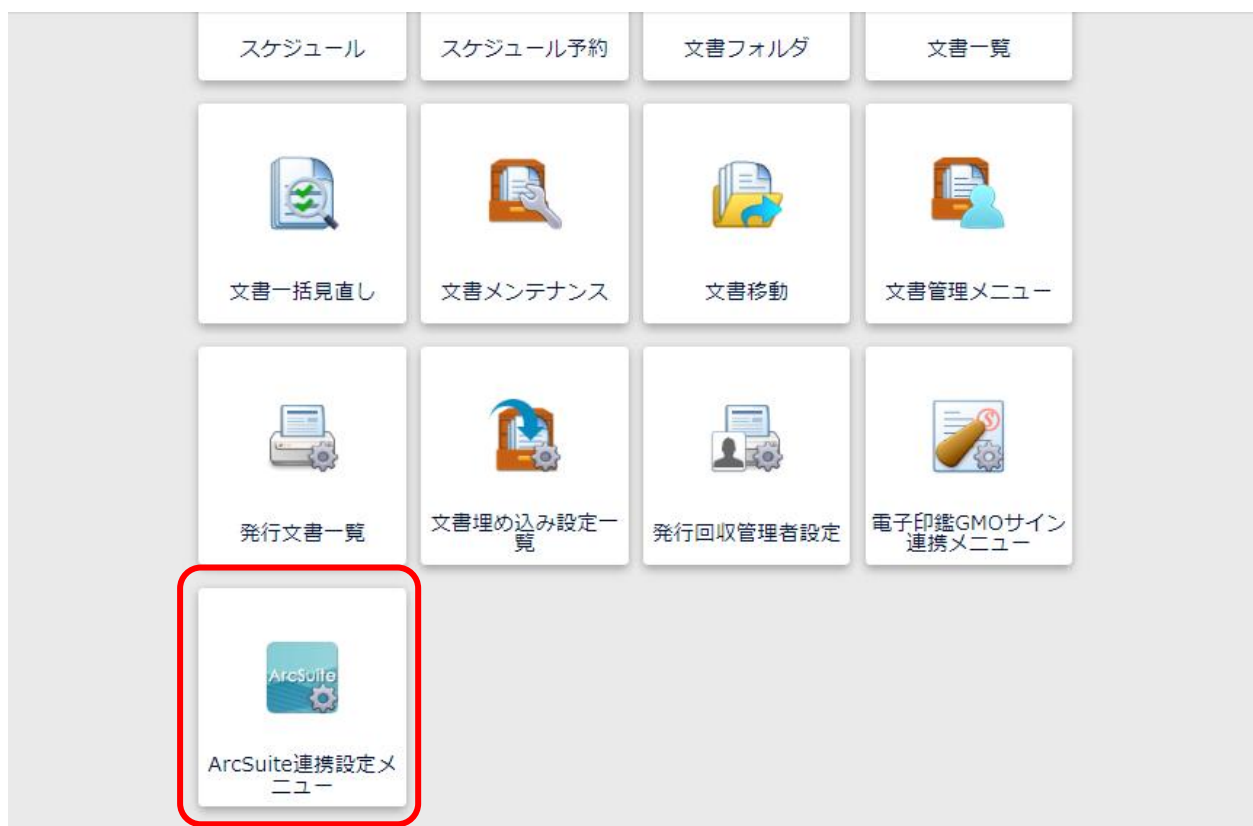 スケジュール
スケジュール予約
文書フォルダ
文書一覧
文書一括見直し
文書メンテナンス
文書移動
文書管理メニュー
発行文書一覧
文書埋め込み設定一
覧
発行回収管理者設定
電子印鑑GMOサイン
連携メニュー
ArcSuite
ArcSuite連携設定メ
ニュー